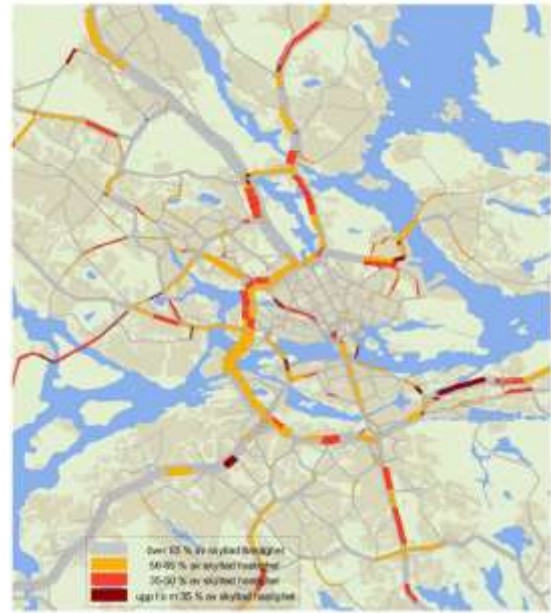 över 65 % av skyltad hastighet
50-65 % av skyltad hastighet
35-50 % av skyltad hastighet
upp t o m 35 % av skyltad hastighet